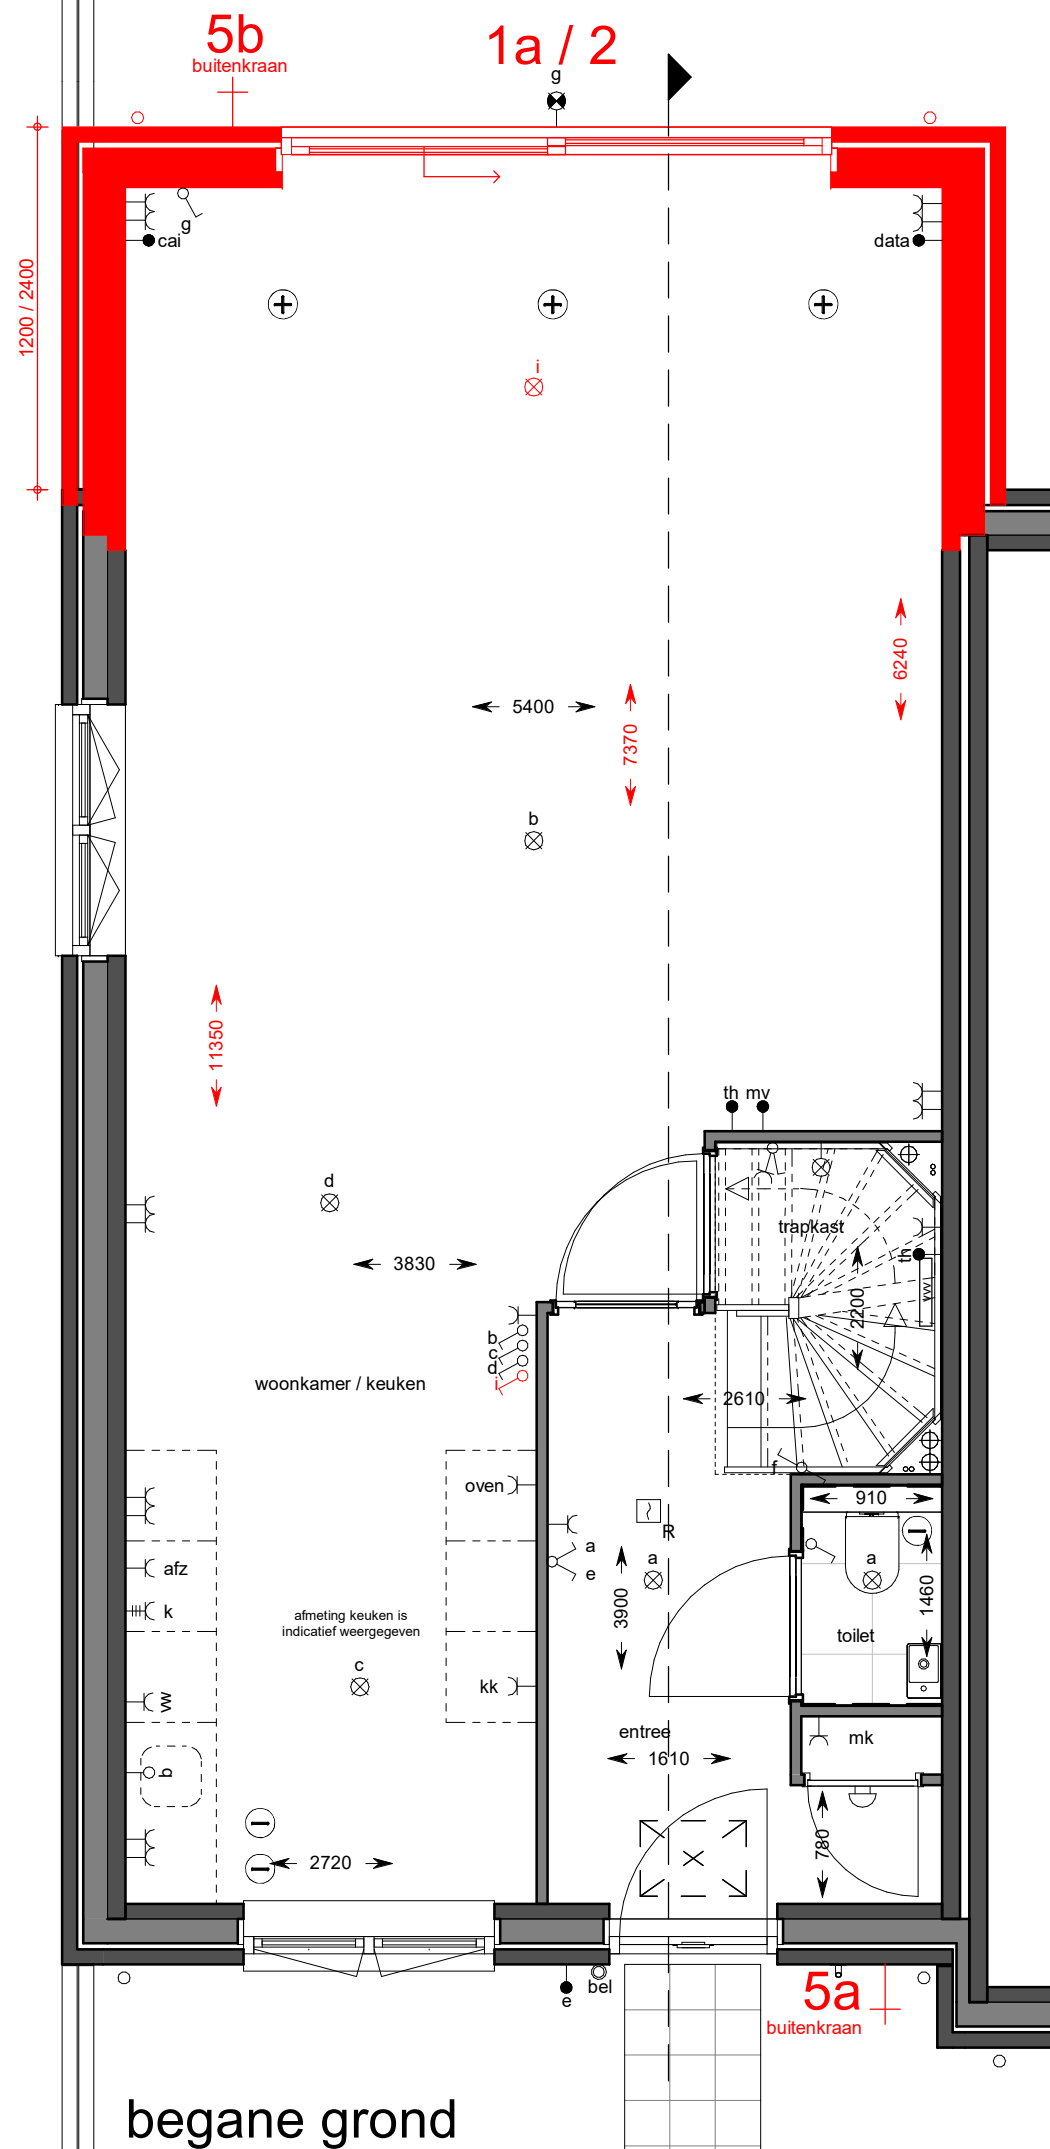 5b
buitenkraan
1a / 2
g
g
cai
data
1200 / 2400
i
6240
5400
7370
b
11350
th mv
d
trapkast
3830
th
w
2200
b
c
d
i
woonkamer / keuken
2610
f
oven
910
R
a
e
a
a
afz
3900
1460
k
afmeting keuken is
indicatief weergegeven
toilet
c
kk
vw
entree
mk
1610
b
780
2720
bel
e
5a
buitenkraan
begane grond